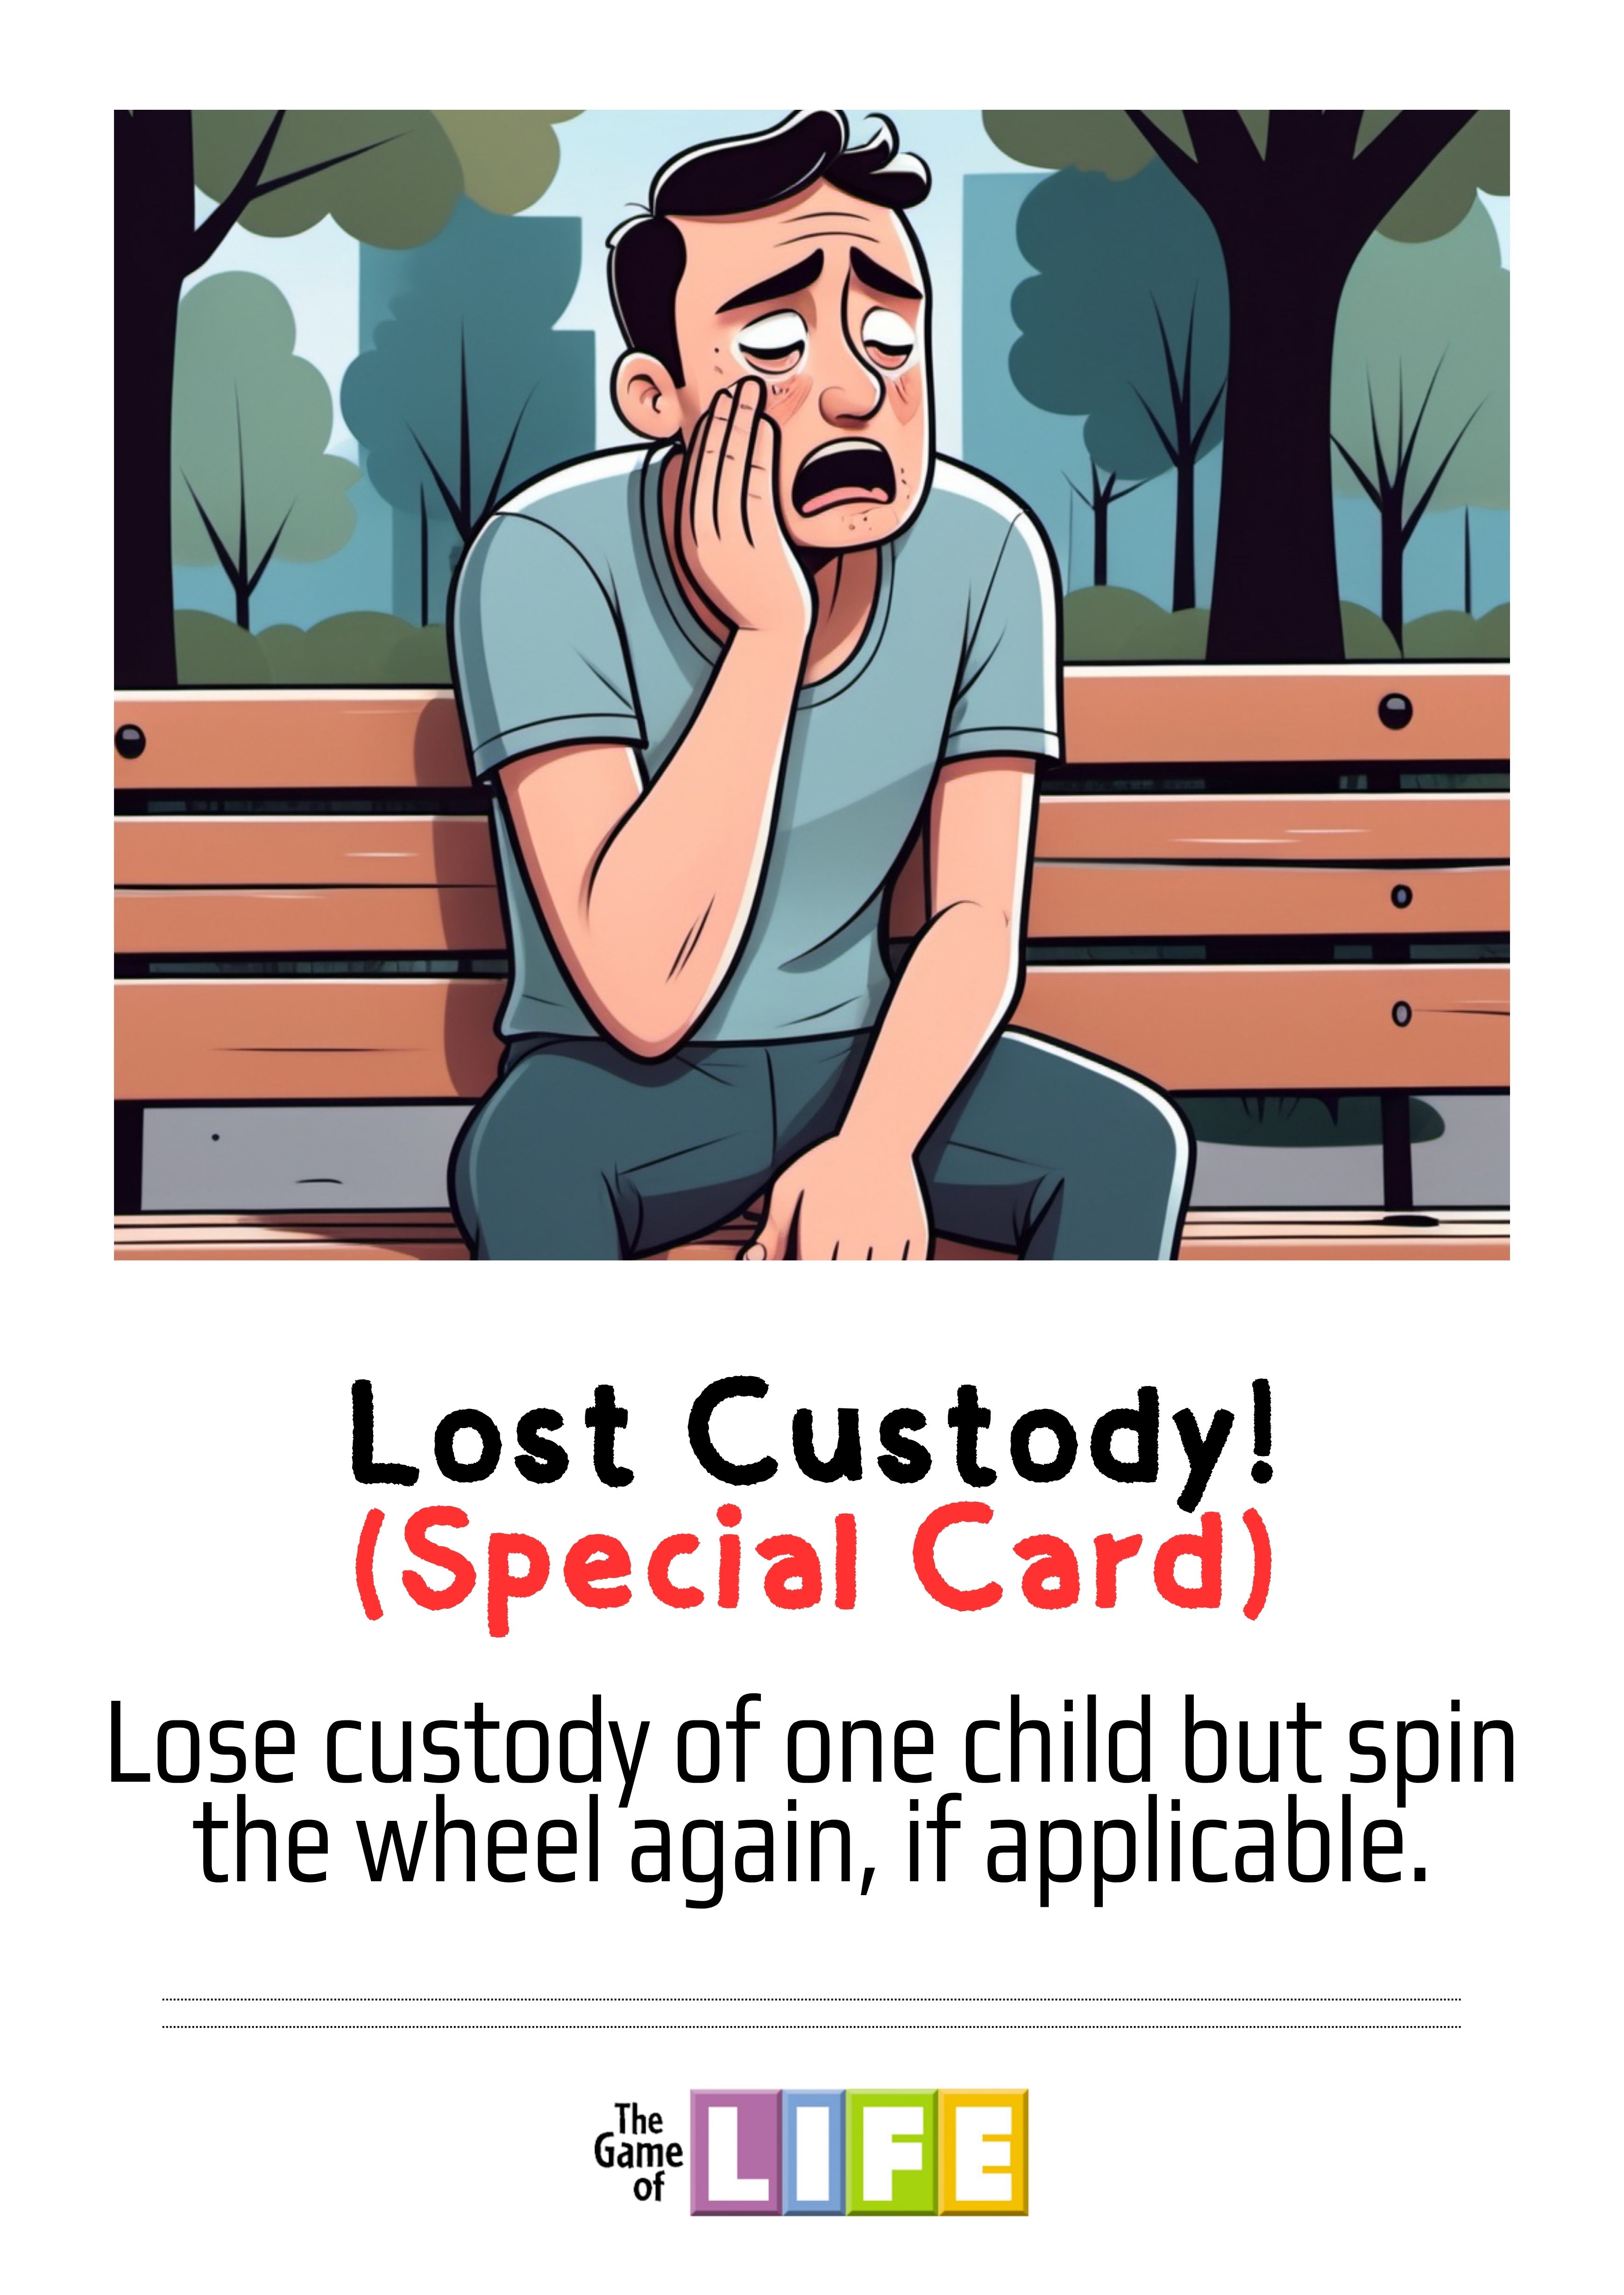 Lost Custody!
(Special Card)
Lose custody of one child but spin
the wheel again, if applicable.
The
Game
of
LIFE